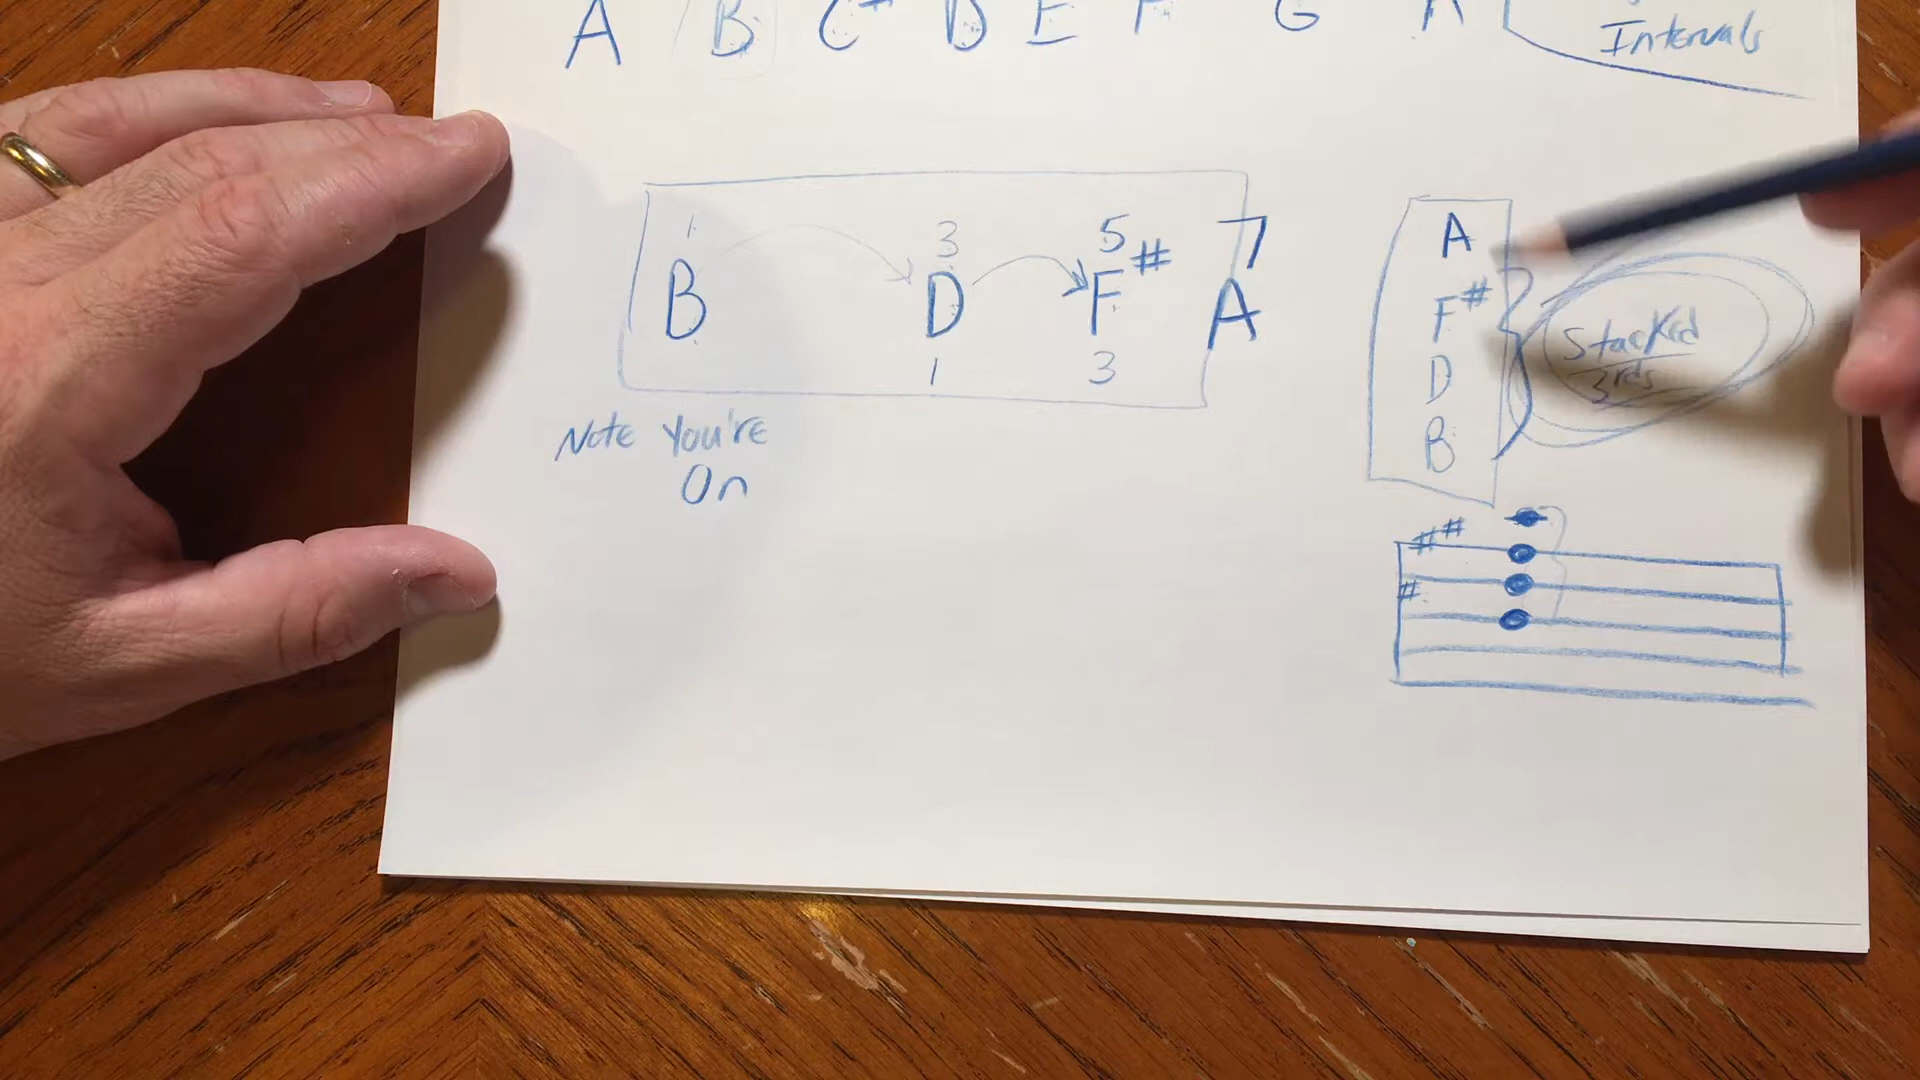 A B C# D E F G A
Intervals
1 3 5 7
B D F# A
1 3
Note You're
On
A
F#
D
B
Stacked
3rds
# #
#